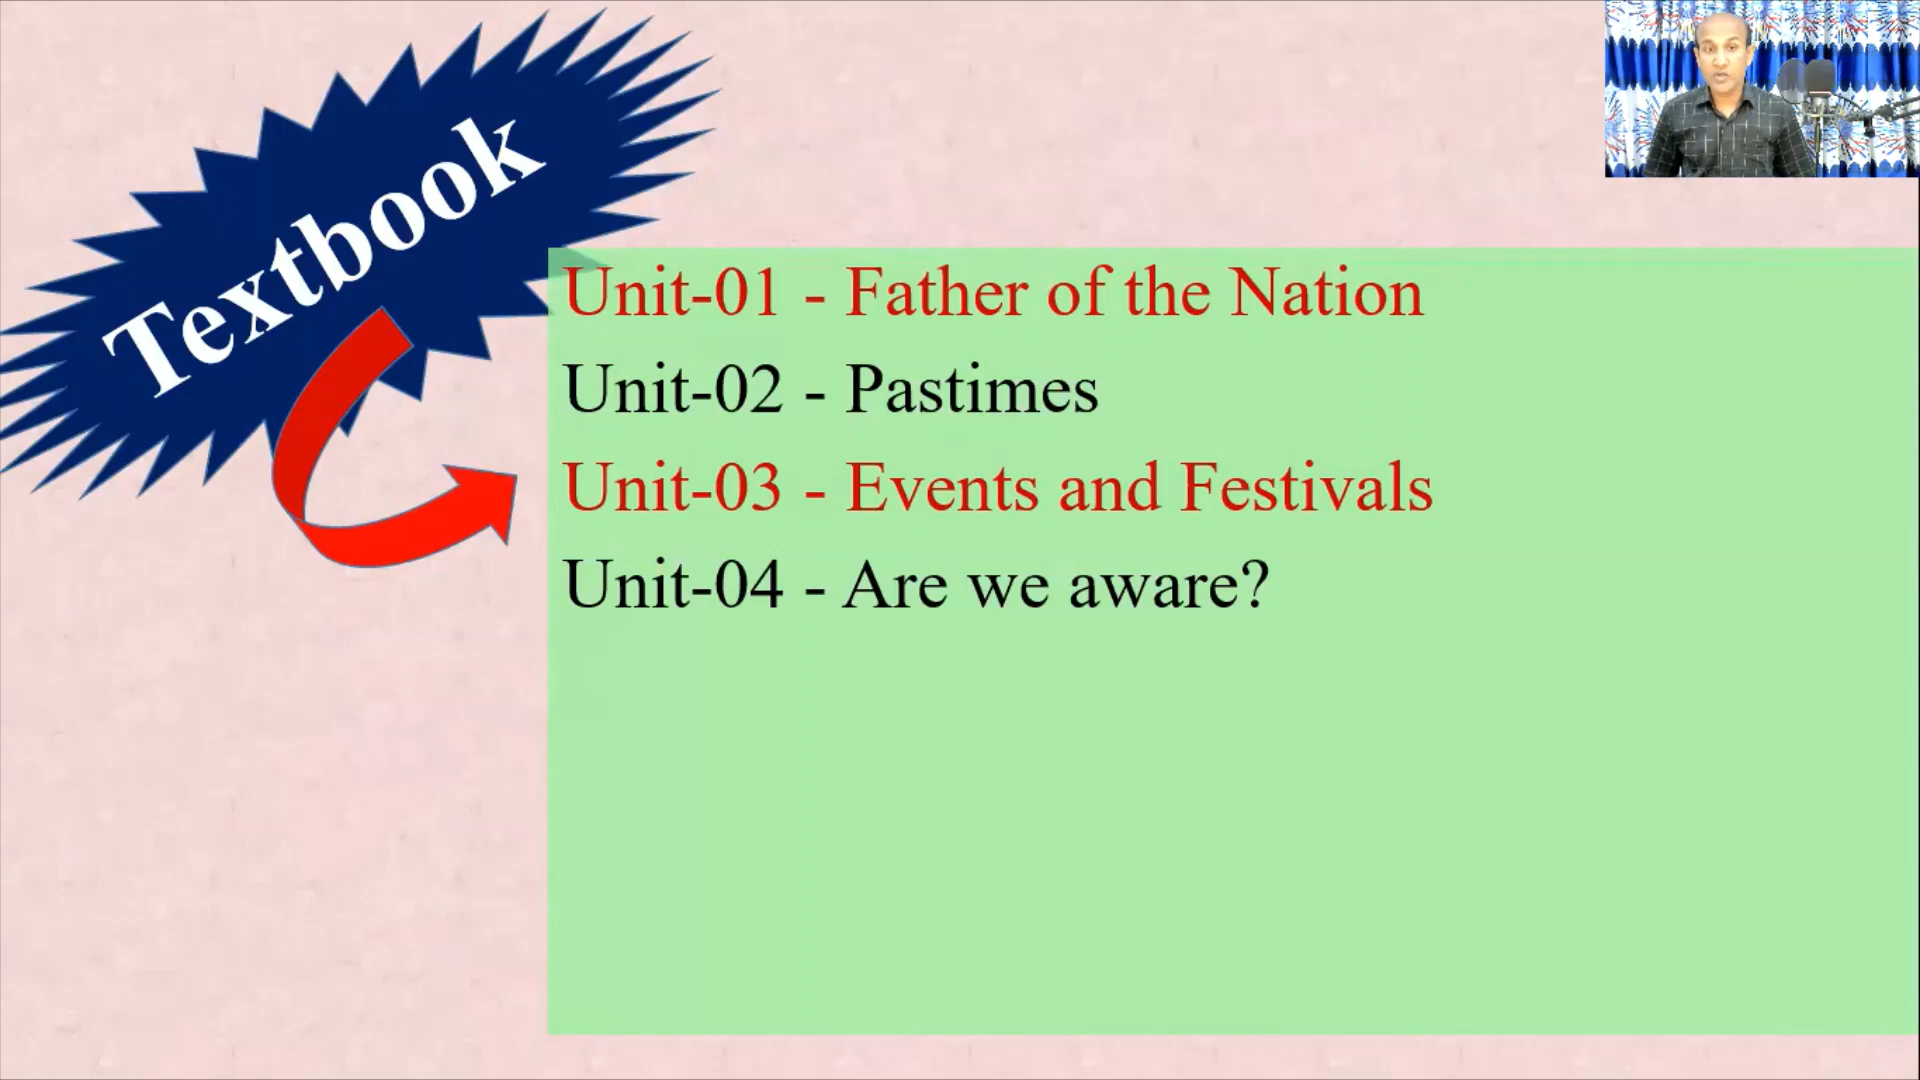 Textbook
Unit-01 - Father of the Nation
Unit-02 - Pastimes
Unit-03 - Events and Festivals
Unit-04 - Are we aware?